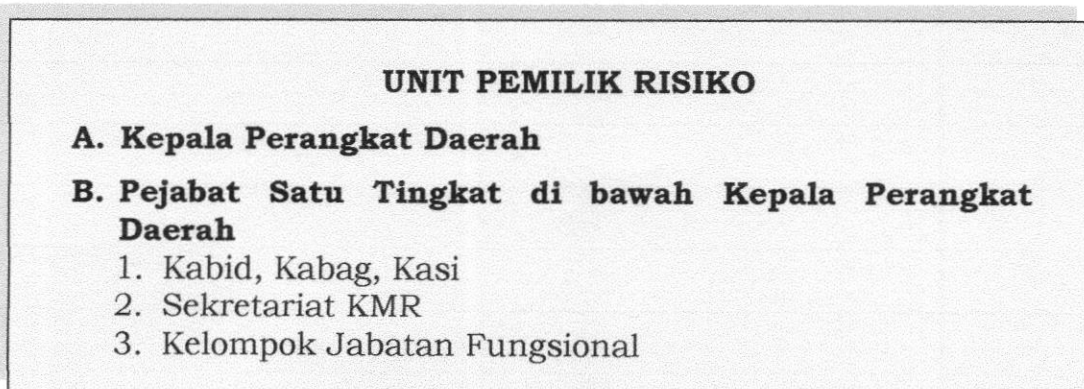 UNIT PEMILIK RISIKO
A. Kepala Perangkat Daerah
B. Pejabat Satu Tingkat di bawah Kepala Perangkat
Daerah
1. Kabid, Kabag, Kasi
2. Sekretariat KMR
3. Kelompok Jabatan Fungsional